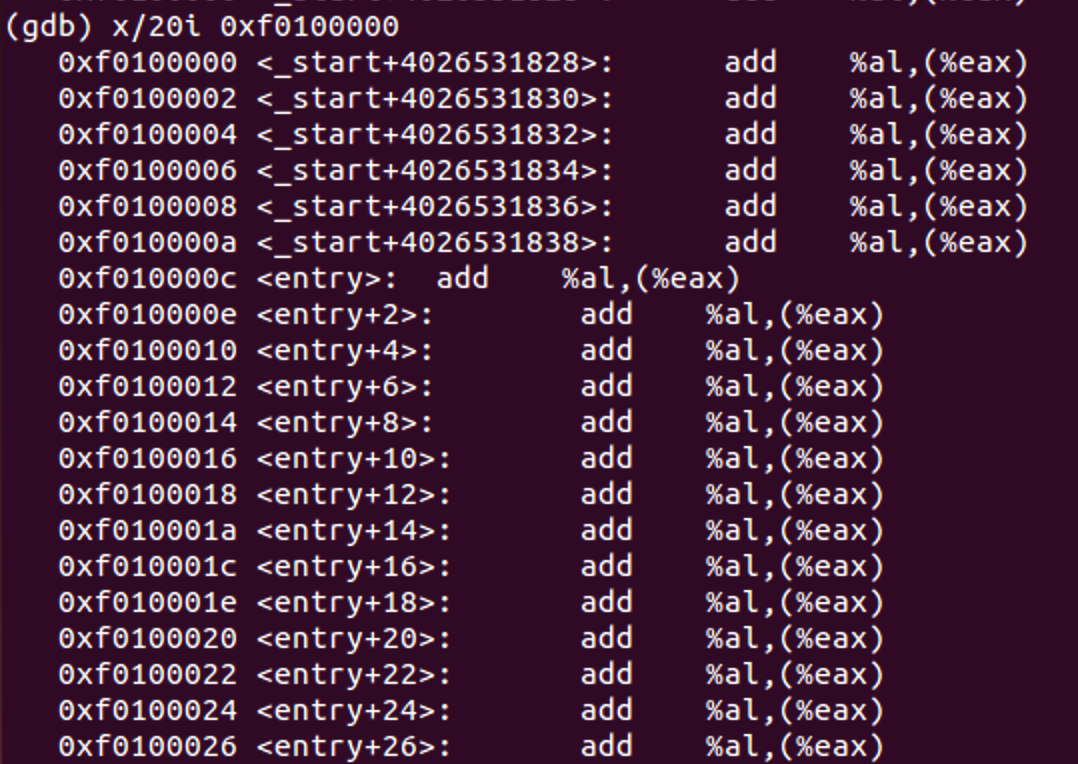 (gdb) x/20i 0xf0100000
0xf0100000 <_start+4026531828>: add %al,(%eax)
0xf0100002 <_start+4026531830>: add %al,(%eax)
0xf0100004 <_start+4026531832>: add %al,(%eax)
0xf0100006 <_start+4026531834>: add %al,(%eax)
0xf0100008 <_start+4026531836>: add %al,(%eax)
0xf010000a <_start+4026531838>: add %al,(%eax)
0xf010000c <entry>: add %al,(%eax)
0xf010000e <entry+2>: add %al,(%eax)
0xf0100010 <entry+4>: add %al,(%eax)
0xf0100012 <entry+6>: add %al,(%eax)
0xf0100014 <entry+8>: add %al,(%eax)
0xf0100016 <entry+10>: add %al,(%eax)
0xf0100018 <entry+12>: add %al,(%eax)
0xf010001a <entry+14>: add %al,(%eax)
0xf010001c <entry+16>: add %al,(%eax)
0xf010001e <entry+18>: add %al,(%eax)
0xf0100020 <entry+20>: add %al,(%eax)
0xf0100022 <entry+22>: add %al,(%eax)
0xf0100024 <entry+24>: add %al,(%eax)
0xf0100026 <entry+26>: add %al,(%eax)